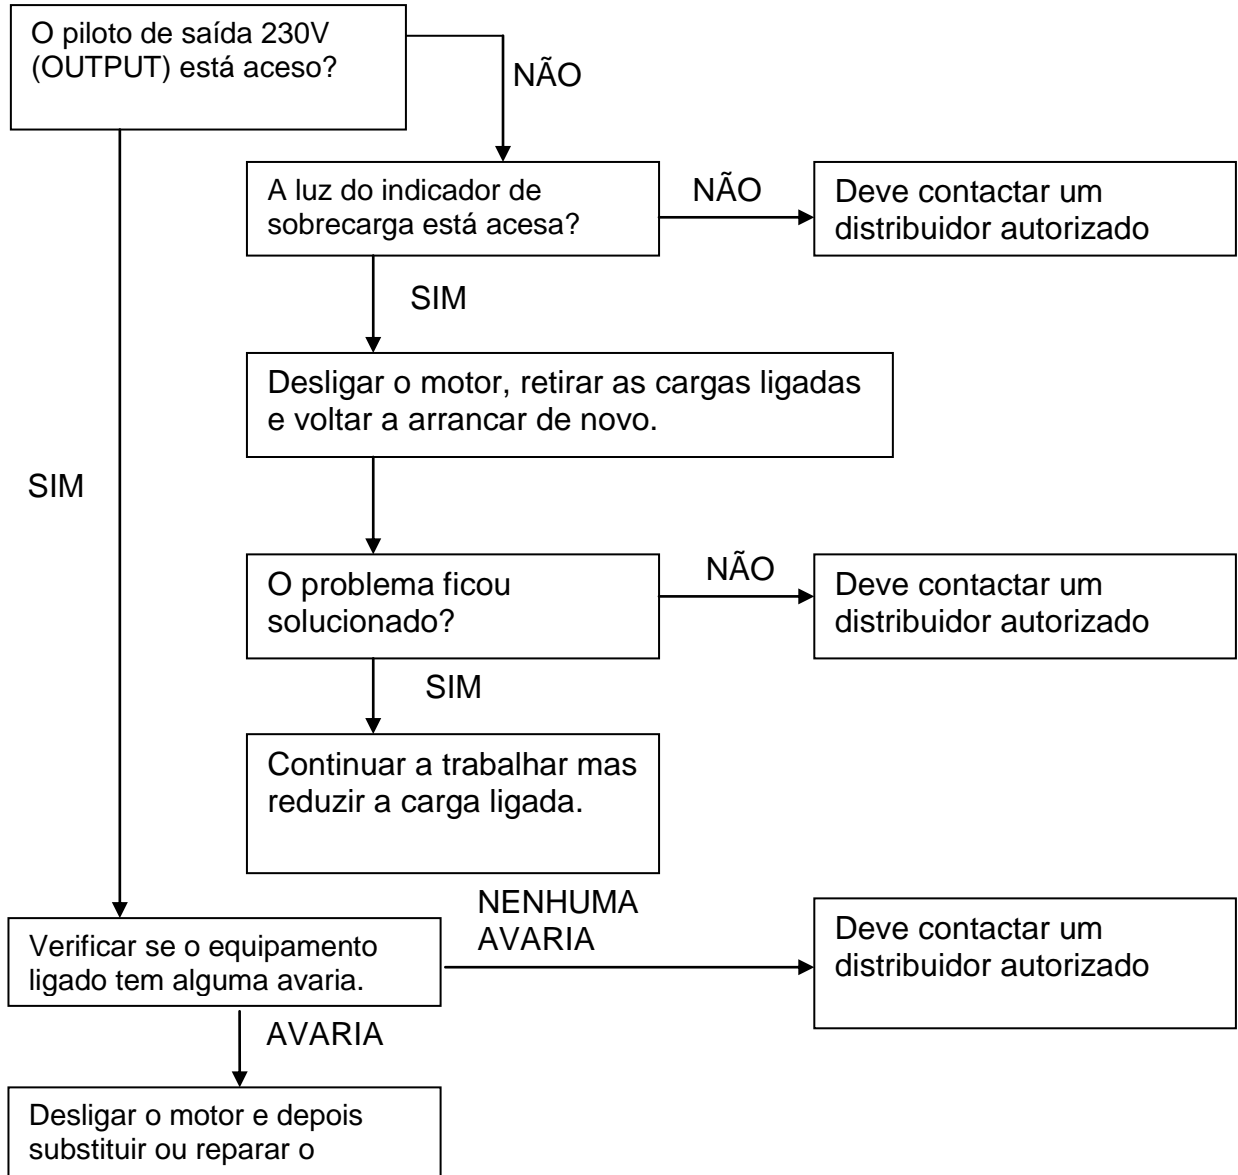 O piloto de saída 230V
(OUTPUT) está aceso?
NÃO
A luz do indicador de
sobrecarga está acesa?
NÃO
Deve contactar um
distribuidor autorizado
SIM
Desligar o motor, retirar as cargas ligadas
e voltar a arrancar de novo.
SIM
O problema ficou
solucionado?
NÃO
Deve contactar um
distribuidor autorizado
SIM
Continuar a trabalhar mas
reduzir a carga ligada.
NENHUMA
AVARIA
Verificar se o equipamento
ligado tem alguma avaria.
Deve contactar um
distribuidor autorizado
AVARIA
Desligar o motor e depois
substituir ou reparar o